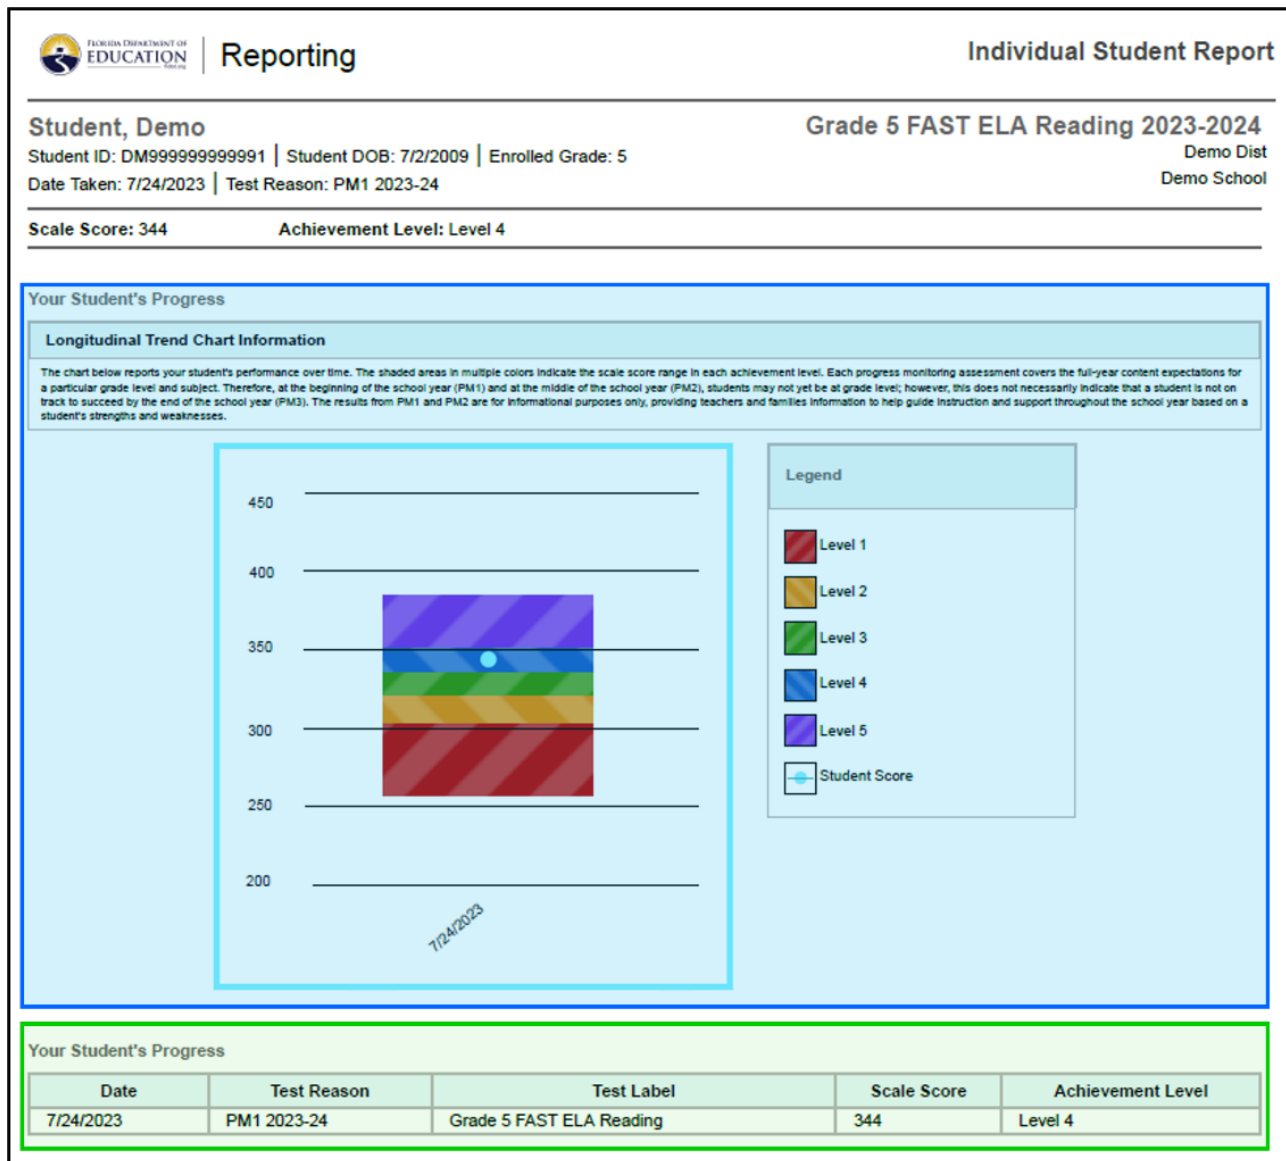 FLORIDA DEPARTMENT OF
EDUCATION
fldoe.org
Reporting
Individual Student Report
Student, Demo
Grade 5 FAST ELA Reading 2023-2024
Student ID: DM999999999991 | Student DOB: 7/2/2009 | Enrolled Grade: 5
Demo Dist
Date Taken: 7/24/2023 | Test Reason: PM1 2023-24
Demo School
Scale Score: 344 Achievement Level: Level 4
Your Student's Progress
Longitudinal Trend Chart Information
The chart below reports your student's performance over time. The shaded areas in multiple colors indicate the scale score range in each achievement level. Each progress monitoring assessment covers the full-year content expectations for
a particular grade level and subject. Therefore, at the beginning of the school year (PM1) and at the middle of the school year (PM2), students may not yet be at grade level; however, this does not necessarily indicate that a student is not on
track to succeed by the end of the school year (PM3). The results from PM1 and PM2 are for informational purposes only, providing teachers and families information to help guide instruction and support throughout the school year based on a
student's strengths and weaknesses.
450
400
350
300
250
200
7/24/2023
Legend
Level 1
Level 2
Level 3
Level 4
Level 5
Student Score
Your Student's Progress
Date Test Reason Test Label Scale Score Achievement Level
7/24/2023 PM1 2023-24 Grade 5 FAST ELA Reading 344 Level 4